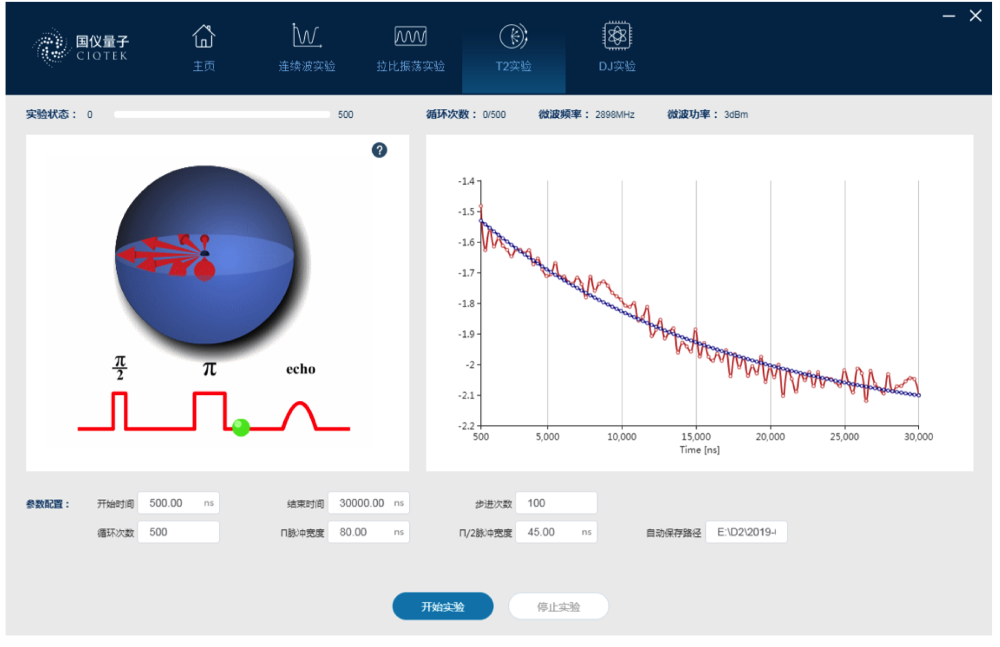 国仪量子
CIQTEK
主页
连续波实验
拉比振荡实验
T2实验
DJ实验
实验状态： 0 500
循环次数： 0/500 微波频率： 2898MHz 微波功率： 3dBm
?
π/2 π echo
-1.4
-1.5
-1.6
-1.7
-1.8
-1.9
-2
-2.1
-2.2
500 5,000 10,000 15,000 20,000 25,000 30,000
Time [ns]
参数配置： 开始时间 500.00 ns 结束时间 30000.00 ns 步进次数 100
循环次数 500 Π脉冲宽度 80.00 ns Π/2脉冲宽度 45.00 ns 自动保存路径 E:\D2\2019-
开始实验 停止实验